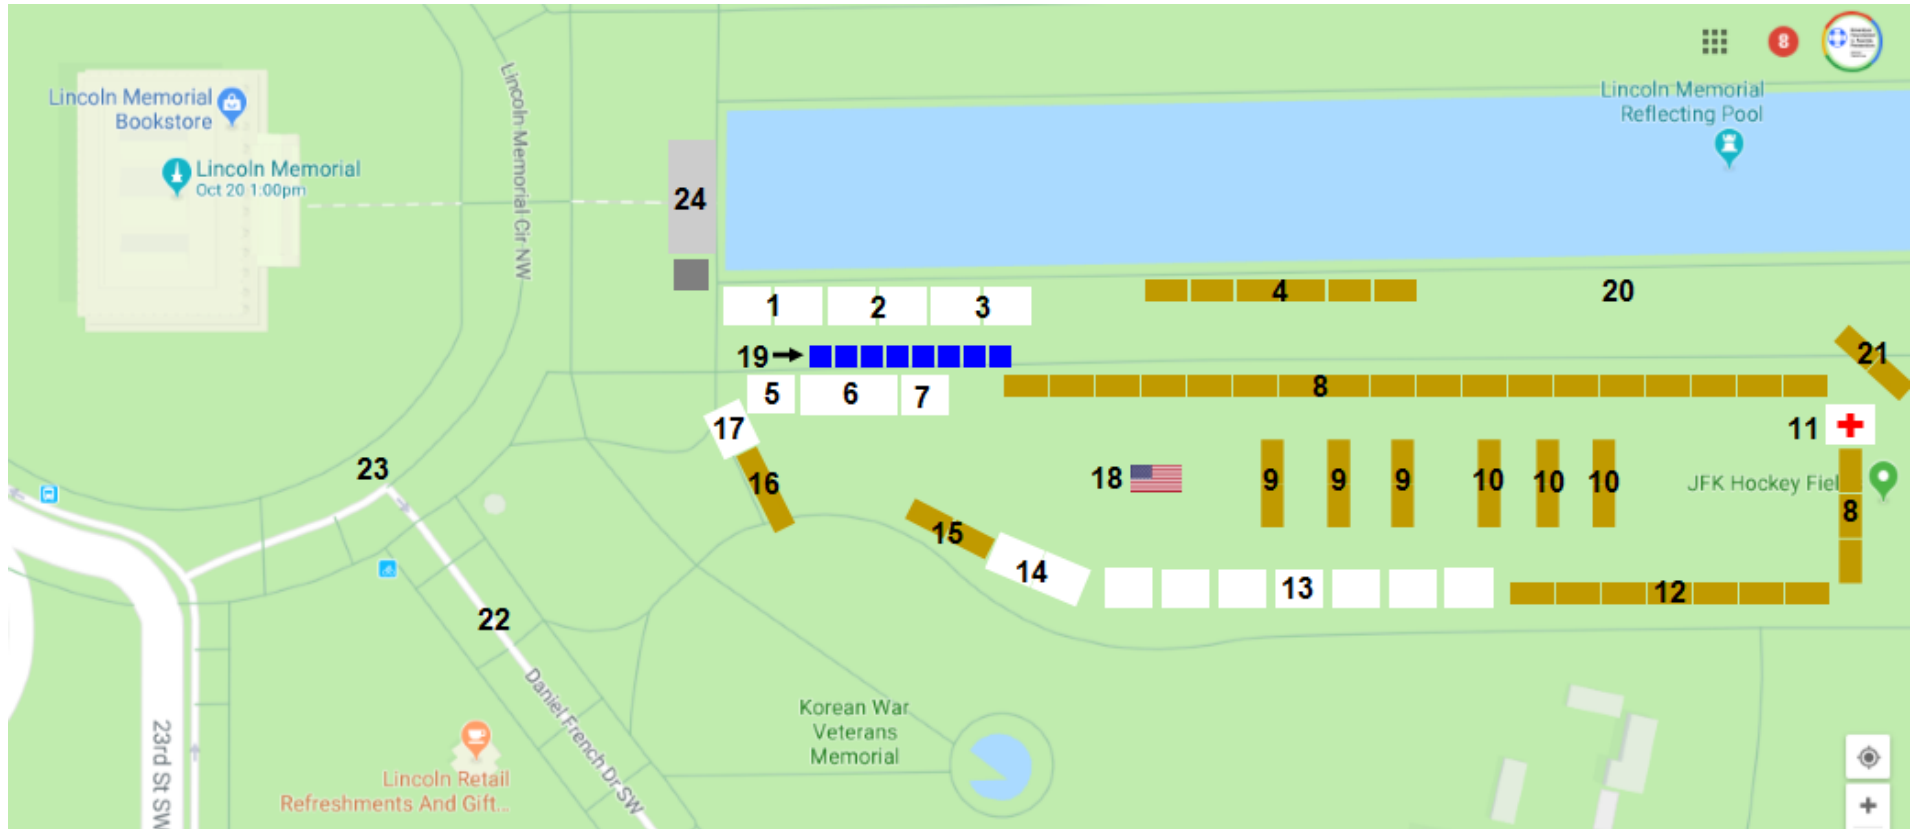 8
Lincoln Memorial
Bookstore
Lincoln Memorial
Oct 20 1:00pm
Lincoln Memorial Cir NW
Lincoln Memorial
Reflecting Pool
24
1
2
3
4
20
19
21
5
6
7
8
17
11
23
16
18
9
9
9
10
10
10
JFK Hockey Fiel
8
15
14
13
12
22
Daniel French Dr SW
Korean War
Veterans
Memorial
23rd St SW
Lincoln Retail
Refreshments And Gift...